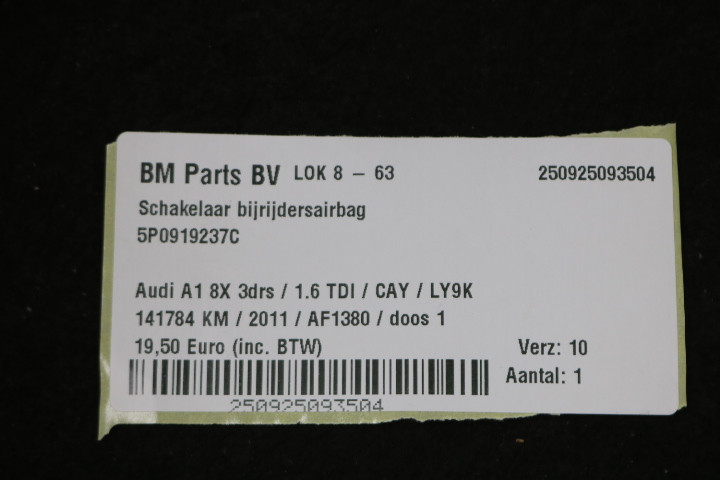 BM Parts BV LOK 8 – 63 250925093504
Schakelaar bijrijdersairbag
5P0919237C
Audi A1 8X 3drs / 1.6 TDI / CAY / LY9K
141784 KM / 2011 / AF1380 / doos 1
19,50 Euro (inc. BTW) Verz: 10
Aantal: 1
250925093504